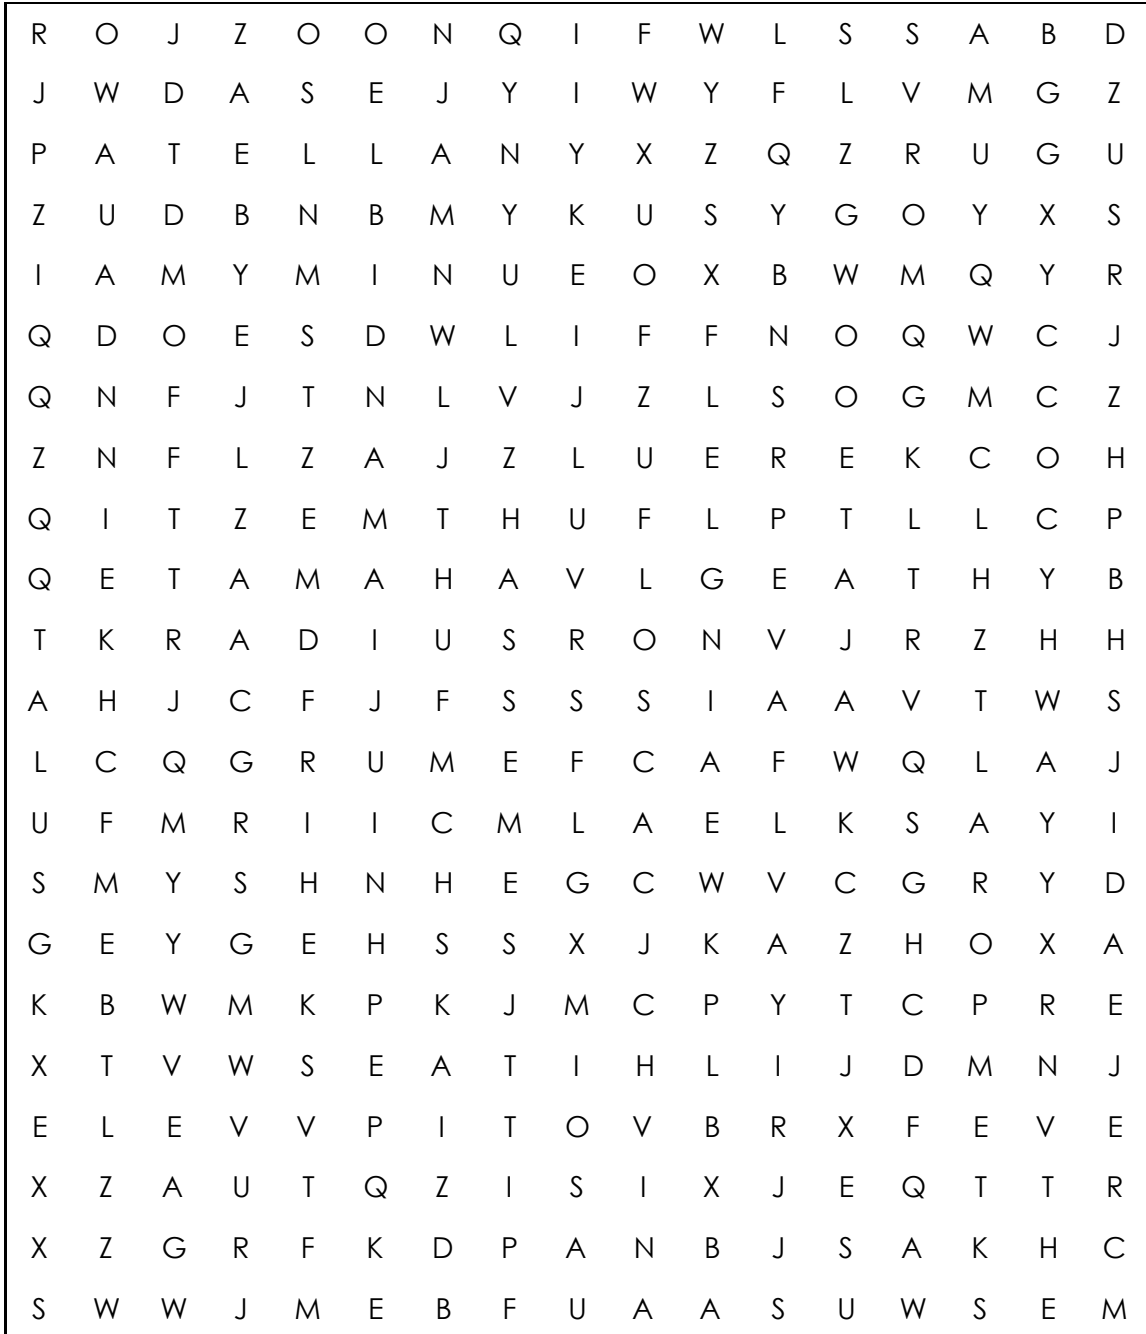 R O J Z O O N Q I F W L S S A B D
J W D A S E J Y I W Y F L V M G Z
P A T E L L A N Y X Z Q Z R U G U
Z U D B N B M Y K U S Y G O Y X S
I A M Y M I N U E O X B W M Q Y R
Q D O E S D W L I F F N O Q W C J
Q N F J T N L V J Z L S O G M C Z
Z N F L Z A J Z L U E R E K C O H
Q I T Z E M T H U F L P T L L C P
Q E T A M A H A V L G E A T H Y B
T K R A D I U S R O N V J R Z H H
A H J C F J F S S S I A A V T W S
L C Q G R U M E F C A F W Q L A J
U F M R I I C M L A E L K S A Y I
S M Y S H N H E G C W V C G R Y D
G E Y G E H S S X J K A Z H O X A
K B W M K P K J M C P Y T C P R E
X T V W S E A T I H L I J D M N J
E L E V V P I T O V B R X F E V E
X Z A U T Q Z I S I X J E Q T T R
X Z G R F K D P A N B J S A K H C
S W W J M E B F U A A S U W S E M